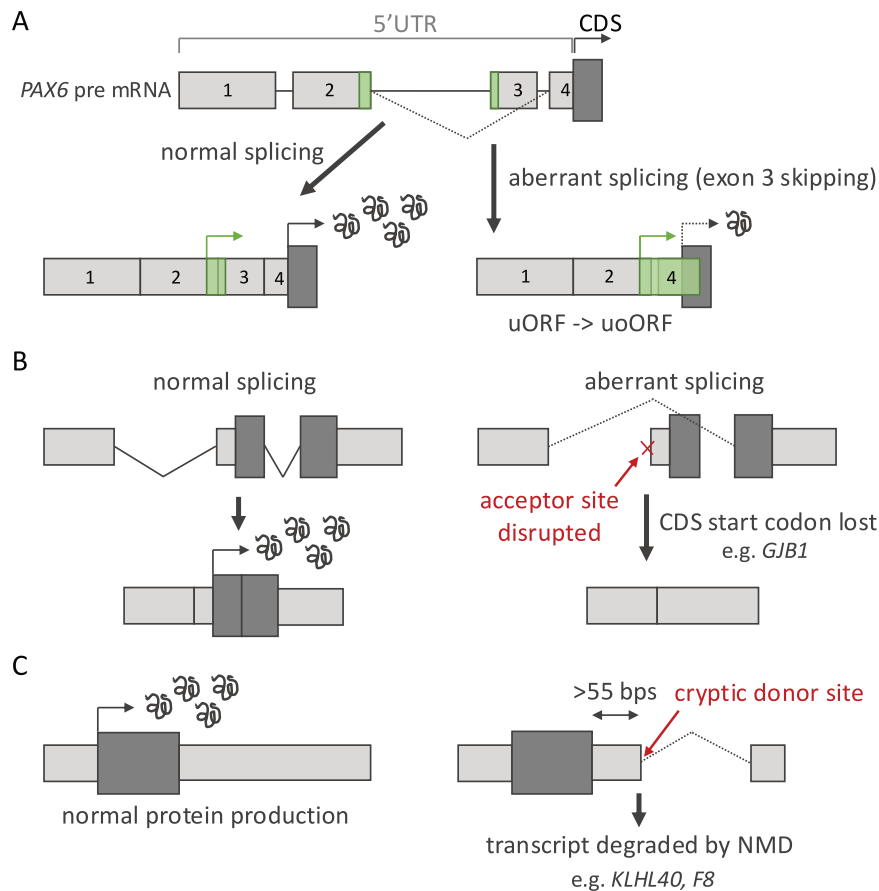 A
5’UTR
CDS
PAX6 pre mRNA
1
2
3
4
normal splicing
aberrant splicing (exon 3 skipping)
1
2
3
4
1
2
4
uORF -> uoORF
B
normal splicing
aberrant splicing
acceptor site
disrupted
CDS start codon lost
e.g. GJB1
C
>55 bps
cryptic donor site
normal protein production
transcript degraded by NMD
e.g. KLHL40, F8